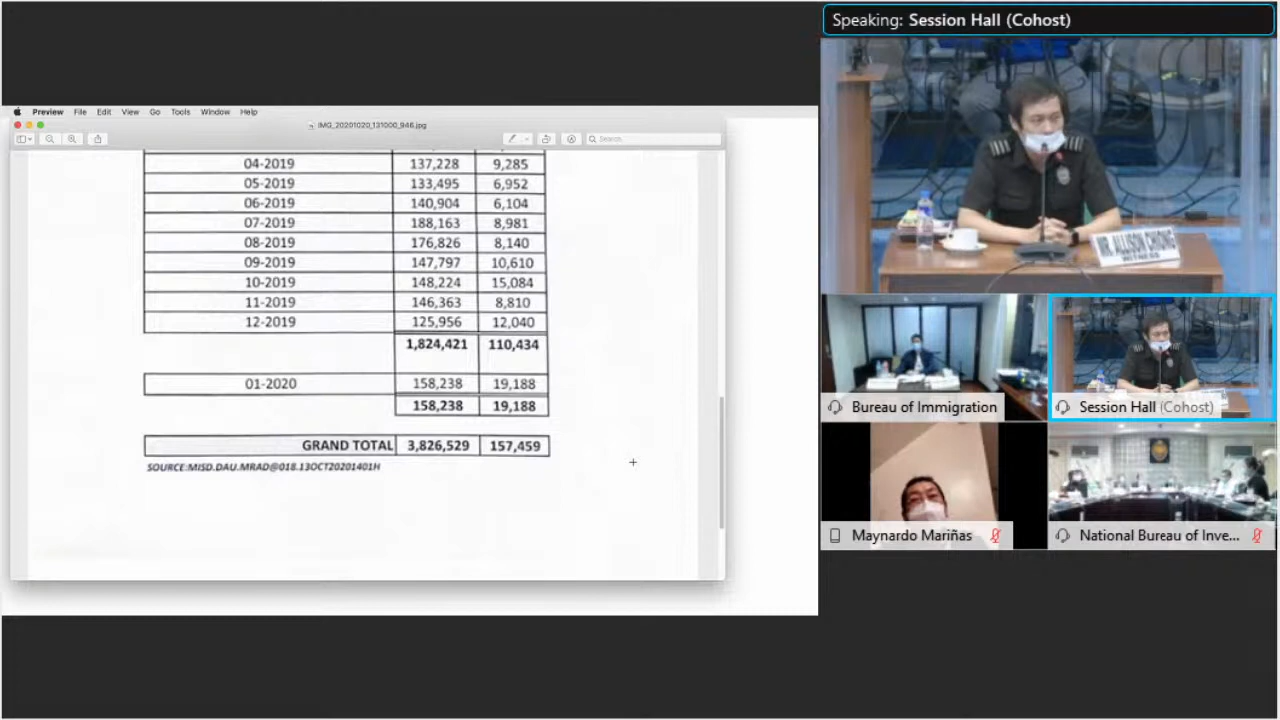 Speaking: Session Hall (Cohost)
Preview File Edit View Go Tools Window Help
IMG_20201020_131000_946.jpg
Search
04-2019 137,228 9,285
05-2019 133,495 6,952
06-2019 140,904 6,104
07-2019 188,163 8,981
08-2019 176,826 8,140
09-2019 147,797 10,610
10-2019 148,224 15,084
11-2019 146,363 8,810
12-2019 125,956 12,040
1,824,421 110,434
01-2020 158,238 19,188
158,238 19,188
GRAND TOTAL 3,826,529 157,459
SOURCE:MISD.DAU.MRAD@018.13OCT20201401H
MR. ALLISON CHIONG
WITNESS
Bureau of Immigration
Session Hall (Cohost)
Maynardo Mariñas
National Bureau of Inve...